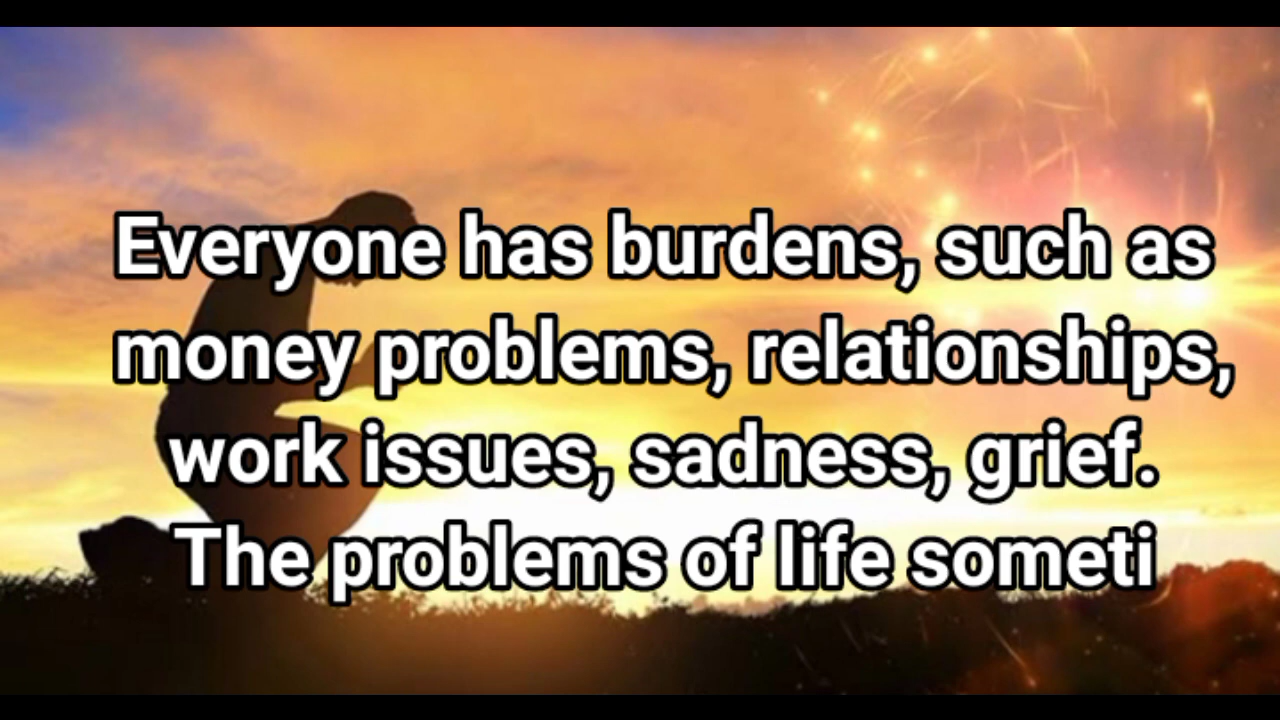 Everyone has burdens, such as
money problems, relationships,
work issues, sadness, grief.
The problems of life someti